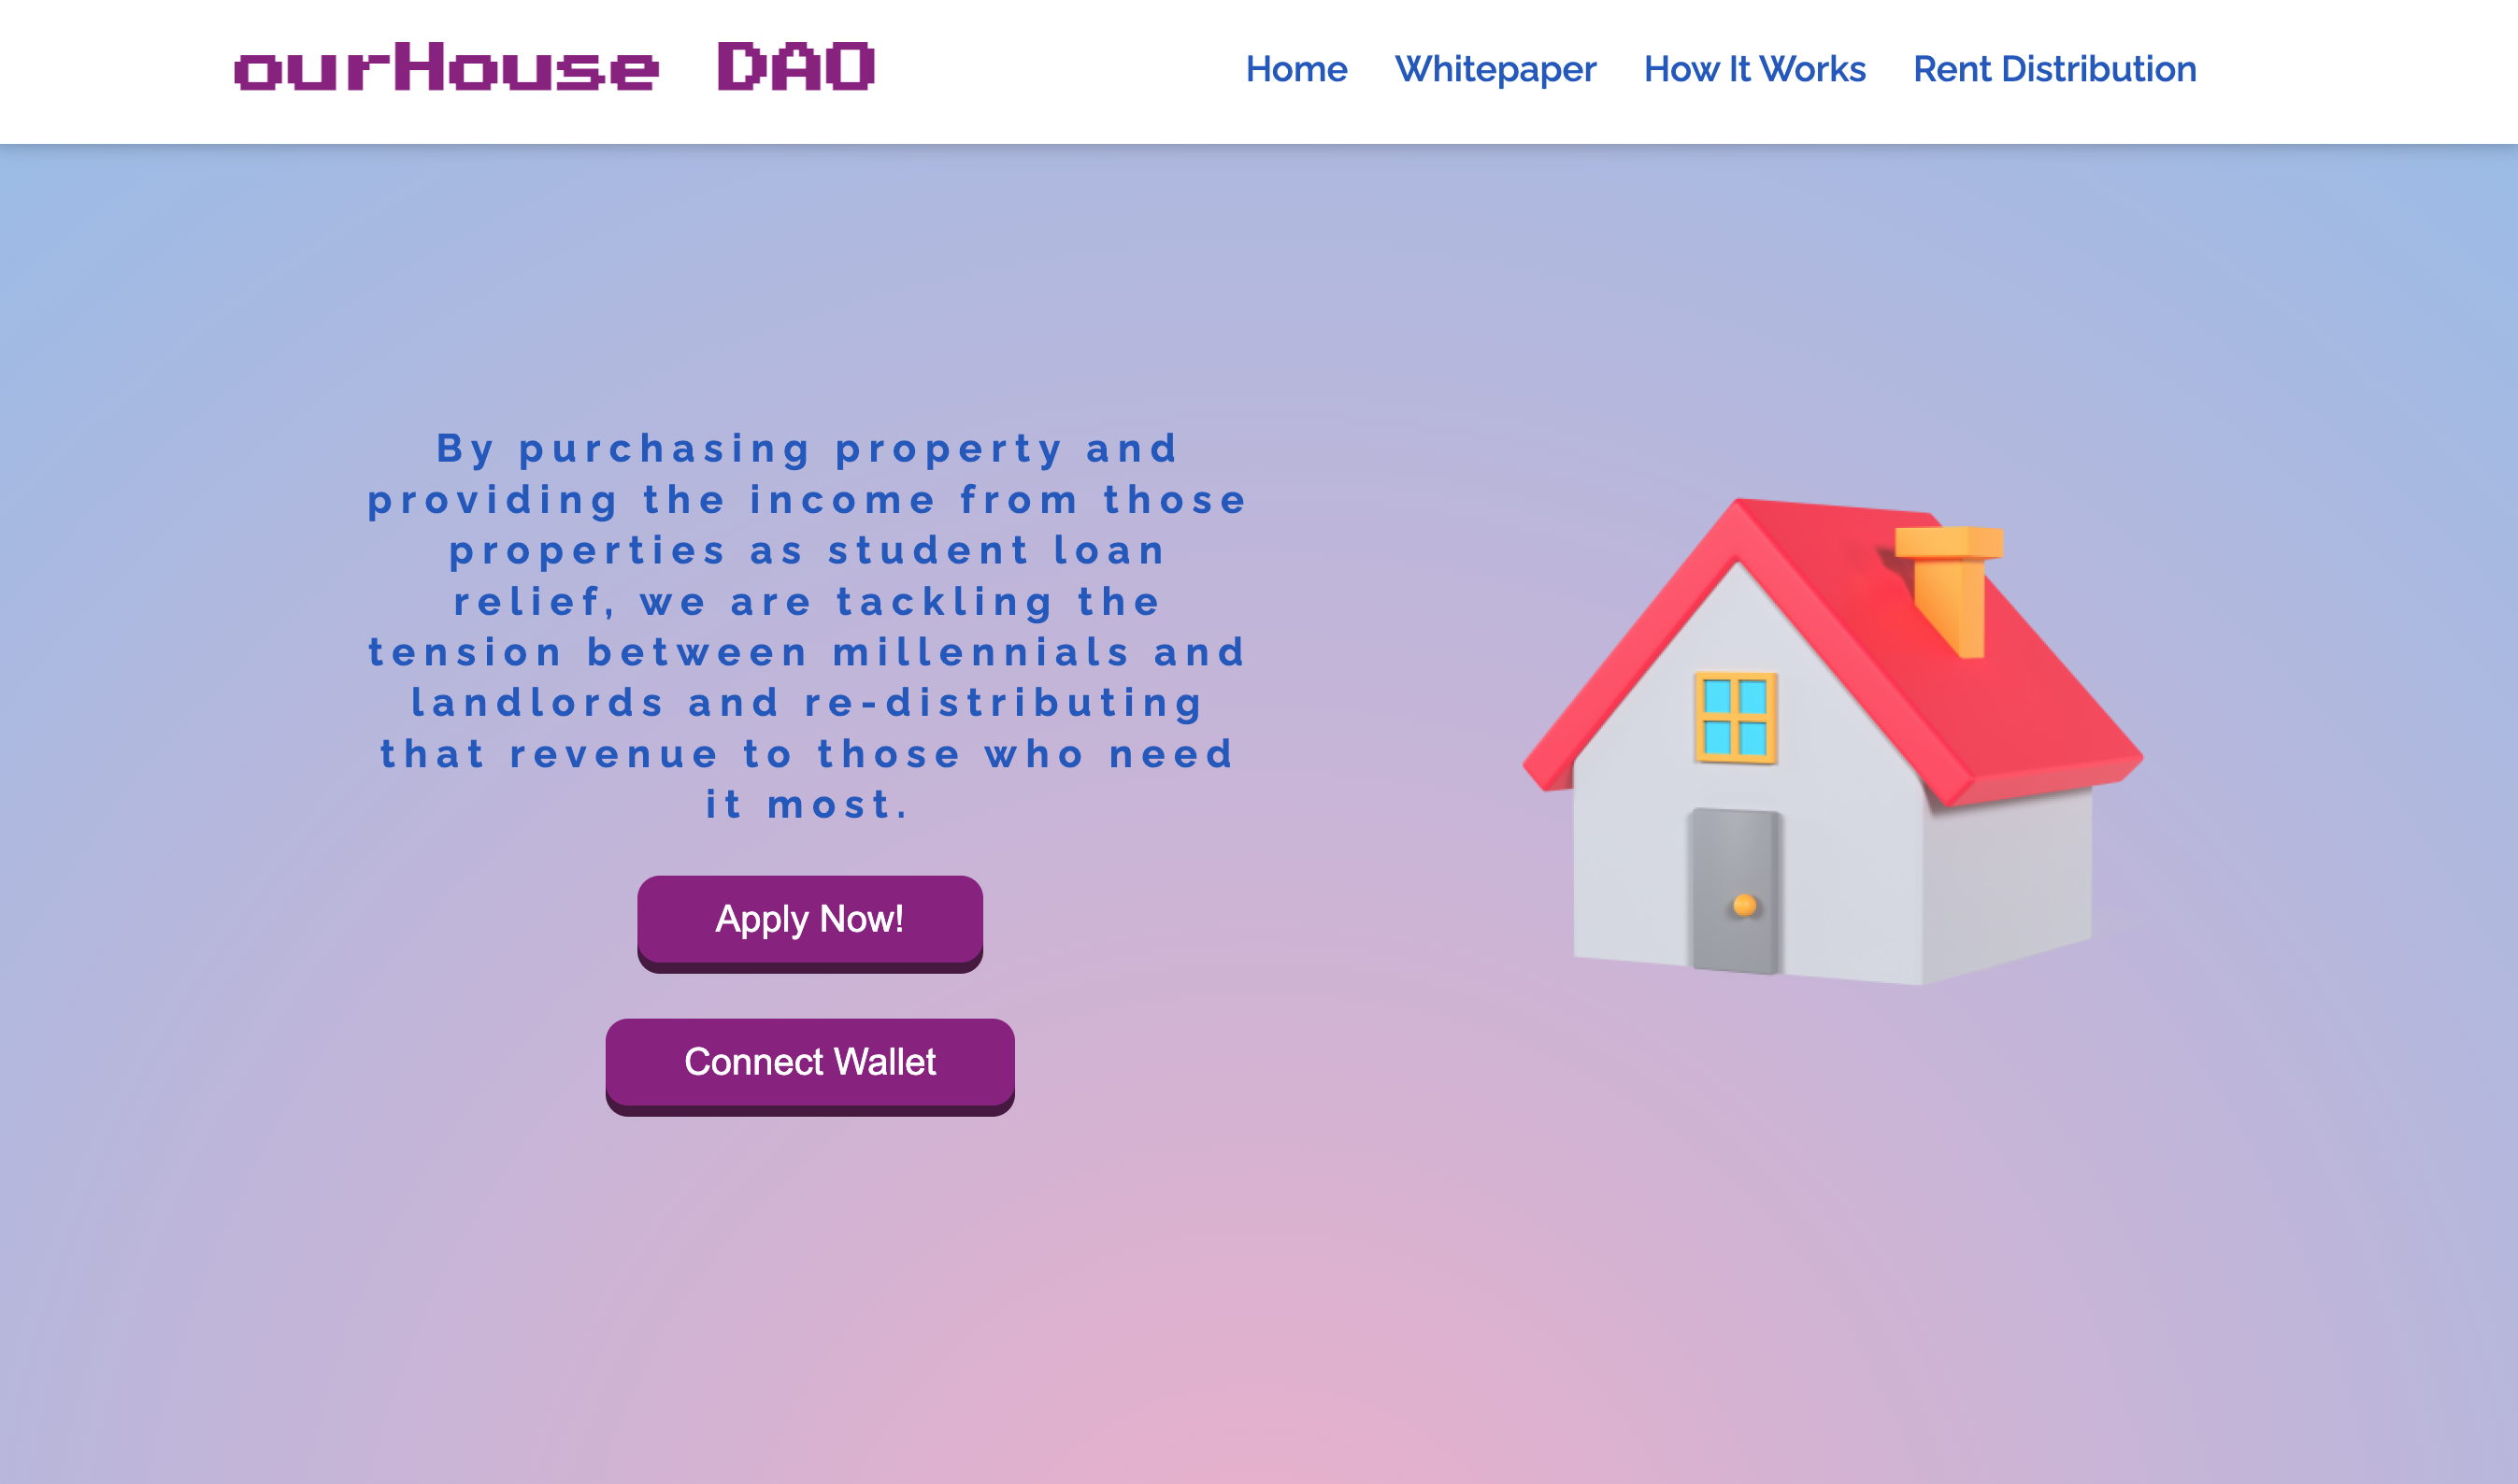 ourHouse DAO
Home Whitepaper How It Works Rent Distribution
By purchasing property and
providing the income from those
properties as student loan
relief, we are tackling the
tension between millennials and
landlords and re-distributing
that revenue to those who need
it most.
Apply Now!
Connect Wallet